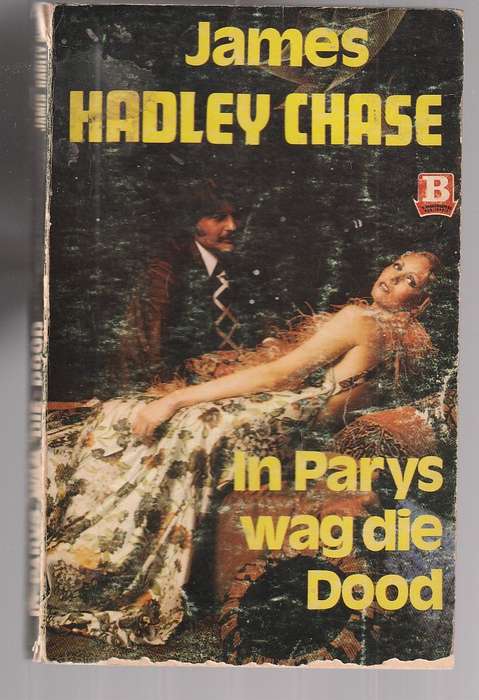 James
HADLEY CHASE
B
In Parys
wag die
Dood